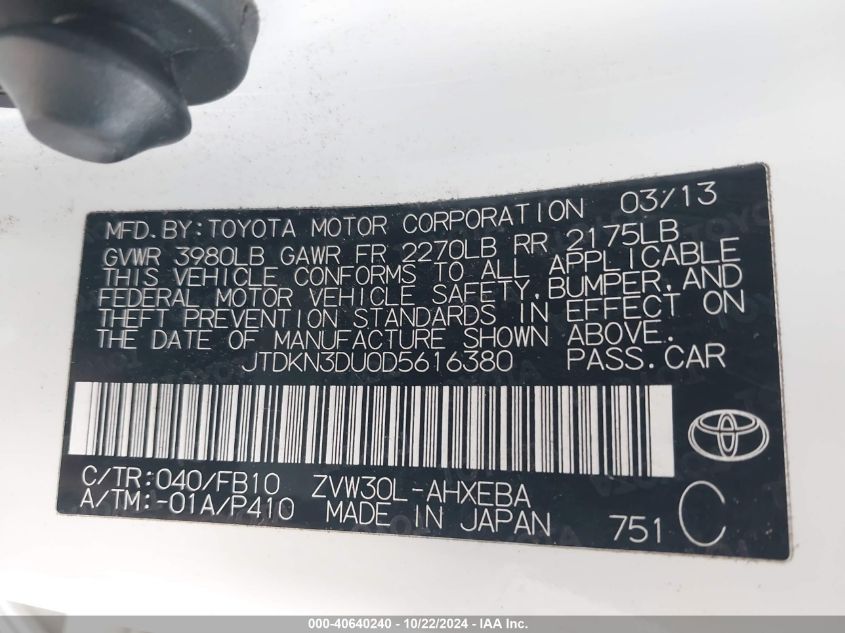 MFD. BY: TOYOTA MOTOR CORPORATION 03/13
GVWR 3980LB GAWR FR 2270LB RR 2175LB
THIS VEHICLE CONFORMS TO ALL APPLICABLE
FEDERAL MOTOR VEHICLE SAFETY, BUMPER, AND
THEFT PREVENTION STANDARDS IN EFFECT ON
THE DATE OF MANUFACTURE SHOWN ABOVE.
JTDKN3DU0D5616380 PASS. CAR
C/TR: 040/FB10 ZVW30L-AHXEBA
A/TM: -01A/P410 MADE IN JAPAN 751 C
000-40640240 - 10/22/2024 - IAA Inc.